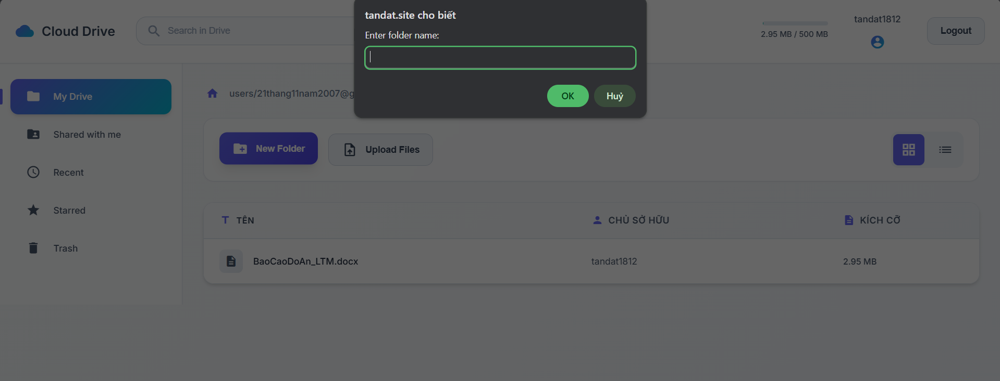 tandat.site cho biết
Enter folder name:
OK
Huỷ
Cloud Drive
Search in Drive
2.95 MB / 500 MB
tandat1812
Logout
My Drive
Shared with me
Recent
Starred
Trash
users/21thang11nam2007@g
New Folder
Upload Files
TÊN
CHỦ SỞ HỮU
KÍCH CỠ
BaoCaoDoAn_LTM.docx
tandat1812
2.95 MB